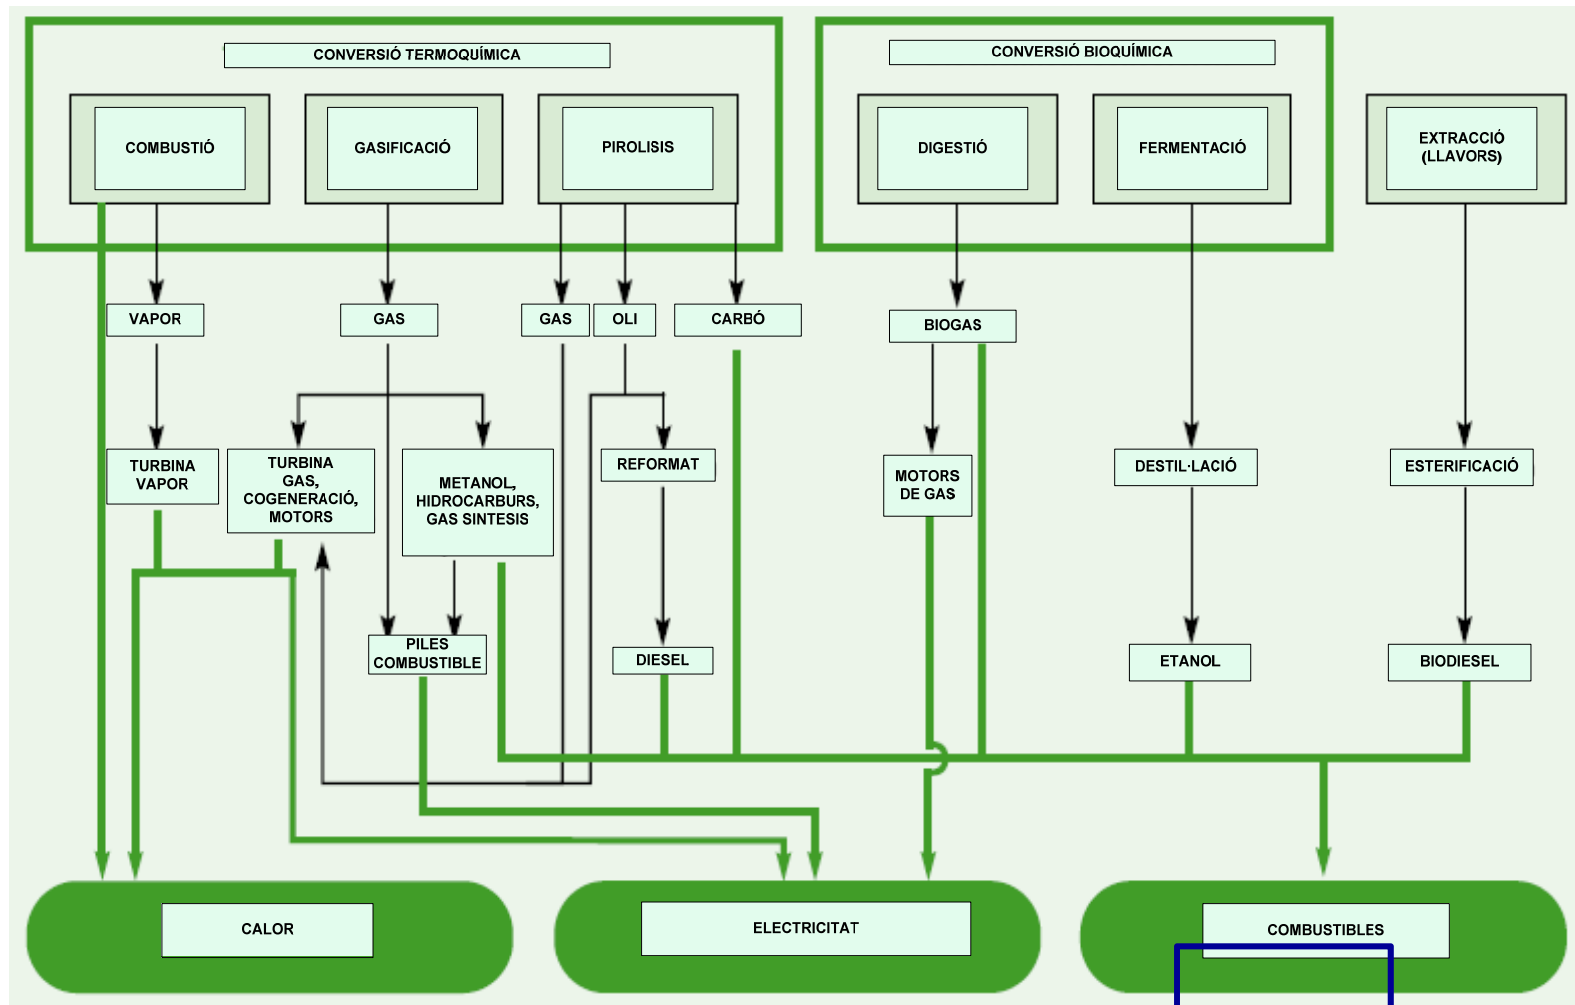 CONVERSIÓ TERMOQUÍMICA
CONVERSIÓ BIOQUÍMICA
COMBUSTIÓ
GASIFICACIÓ
PIROLISIS
DIGESTIÓ
FERMENTACIÓ
EXTRACCIÓ
(LLAVORS)
VAPOR
GAS
GAS
OLI
CARBÓ
BIOGAS
TURBINA
VAPOR
TURBINA
GAS,
COGENERACIÓ,
MOTORS
METANOL,
HIDROCARBURS,
GAS SINTESIS
REFORMAT
MOTORS
DE GAS
DESTIL·LACIÓ
ESTERIFICACIÓ
PILES
COMBUSTIBLE
DIESEL
ETANOL
BIODIESEL
CALOR
ELECTRICITAT
COMBUSTIBLES